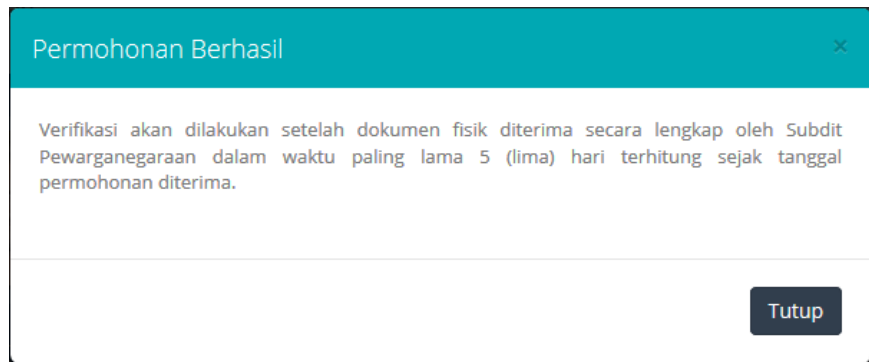 Permohonan Berhasil
×
Verifikasi akan dilakukan setelah dokumen fisik diterima secara lengkap oleh Subdit
Pewarganegaraan dalam waktu paling lama 5 (lima) hari terhitung sejak tanggal
permohonan diterima.
Tutup